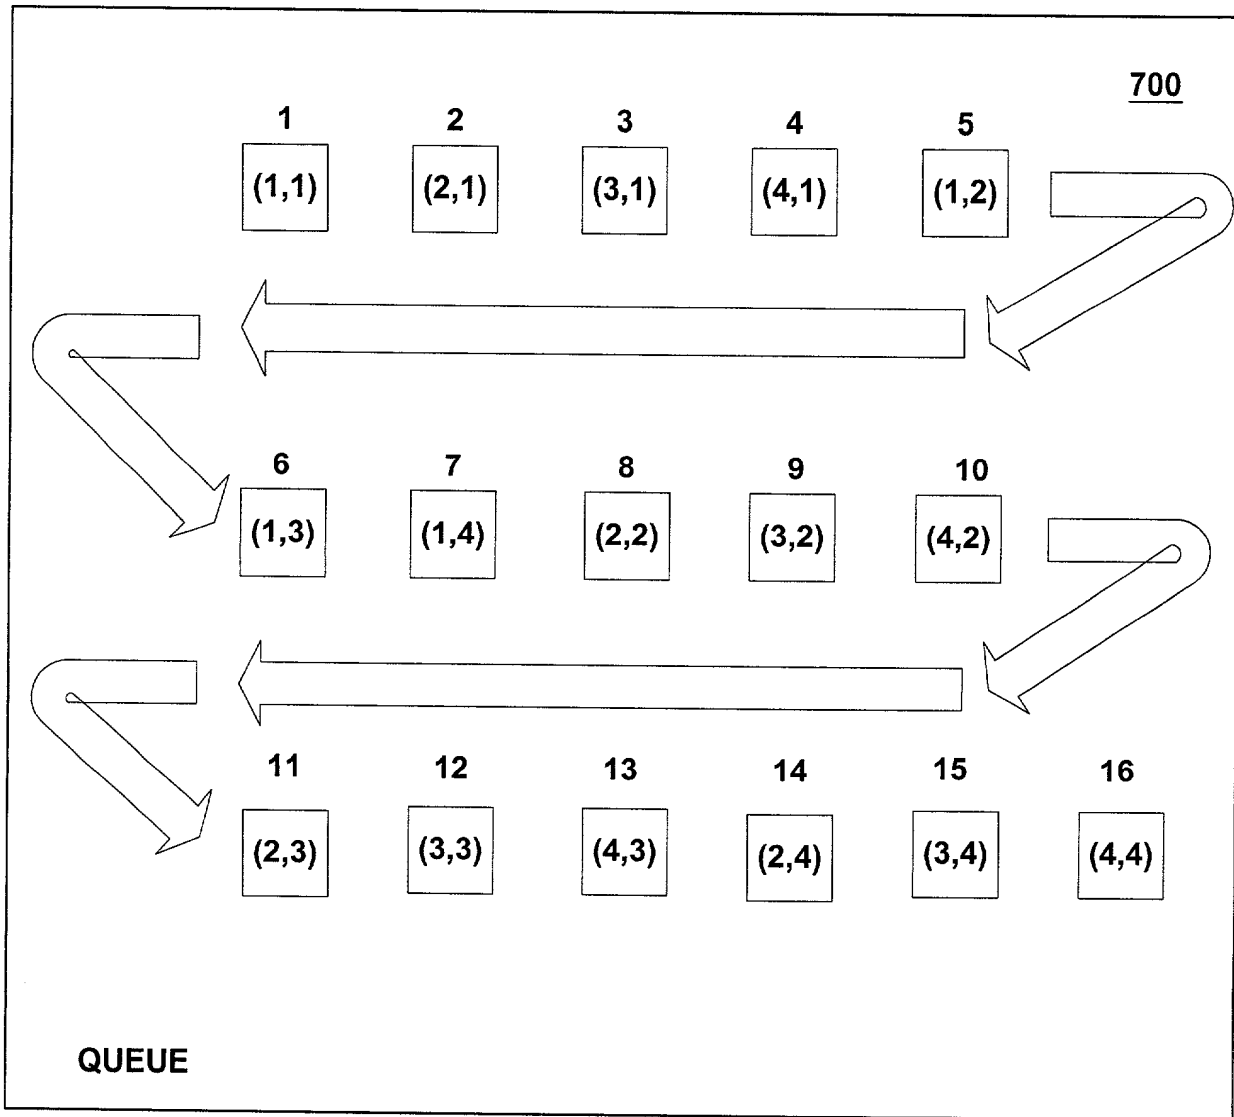 700
1 2 3 4 5
(1,1) (2,1) (3,1) (4,1) (1,2)
6 7 8 9 10
(1,3) (1,4) (2,2) (3,2) (4,2)
11 12 13 14 15 16
(2,3) (3,3) (4,3) (2,4) (3,4) (4,4)
QUEUE